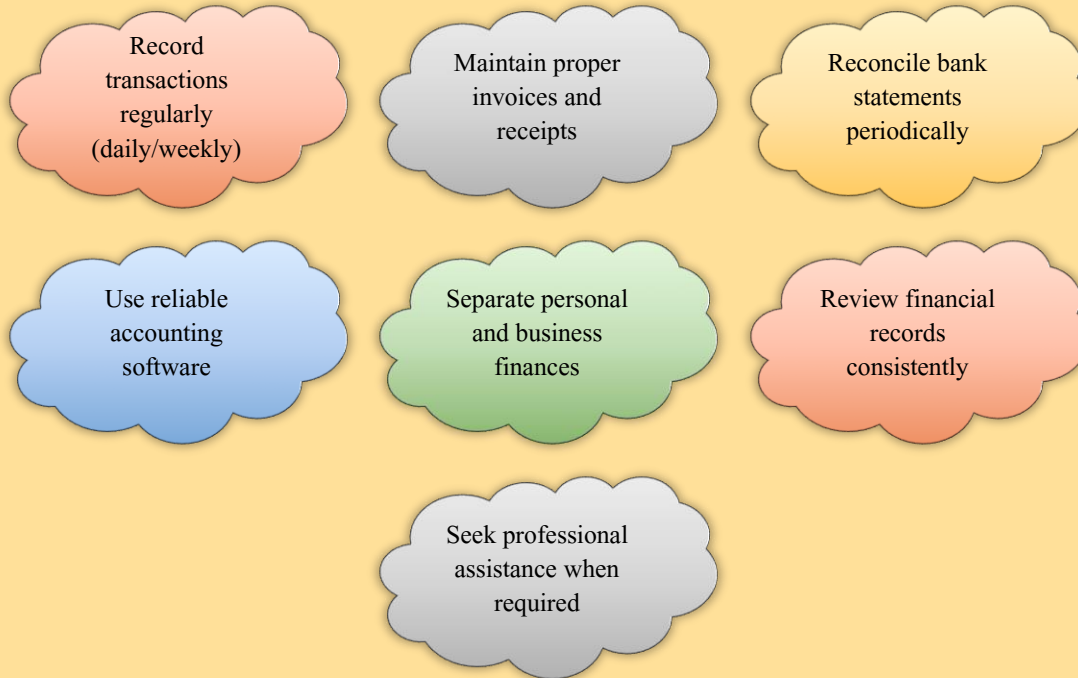 Record
transactions
regularly
(daily/weekly)
Maintain proper
invoices and
receipts
Reconcile bank
statements
periodically
Use reliable
accounting
software
Separate personal
and business
finances
Review financial
records
consistently
Seek professional
assistance when
required